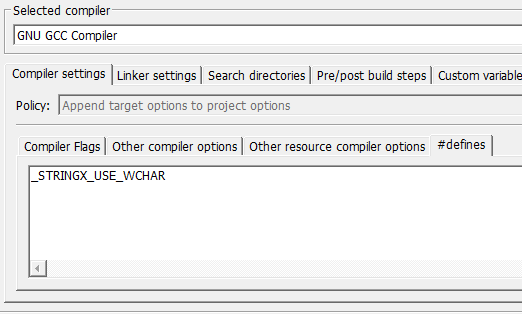 Selected compiler
GNU GCC Compiler
Compiler settings Linker settings Search directories Pre/post build steps Custom variable
Policy: Append target options to project options
Compiler Flags Other compiler options Other resource compiler options #defines
_STRINGX_USE_WCHAR